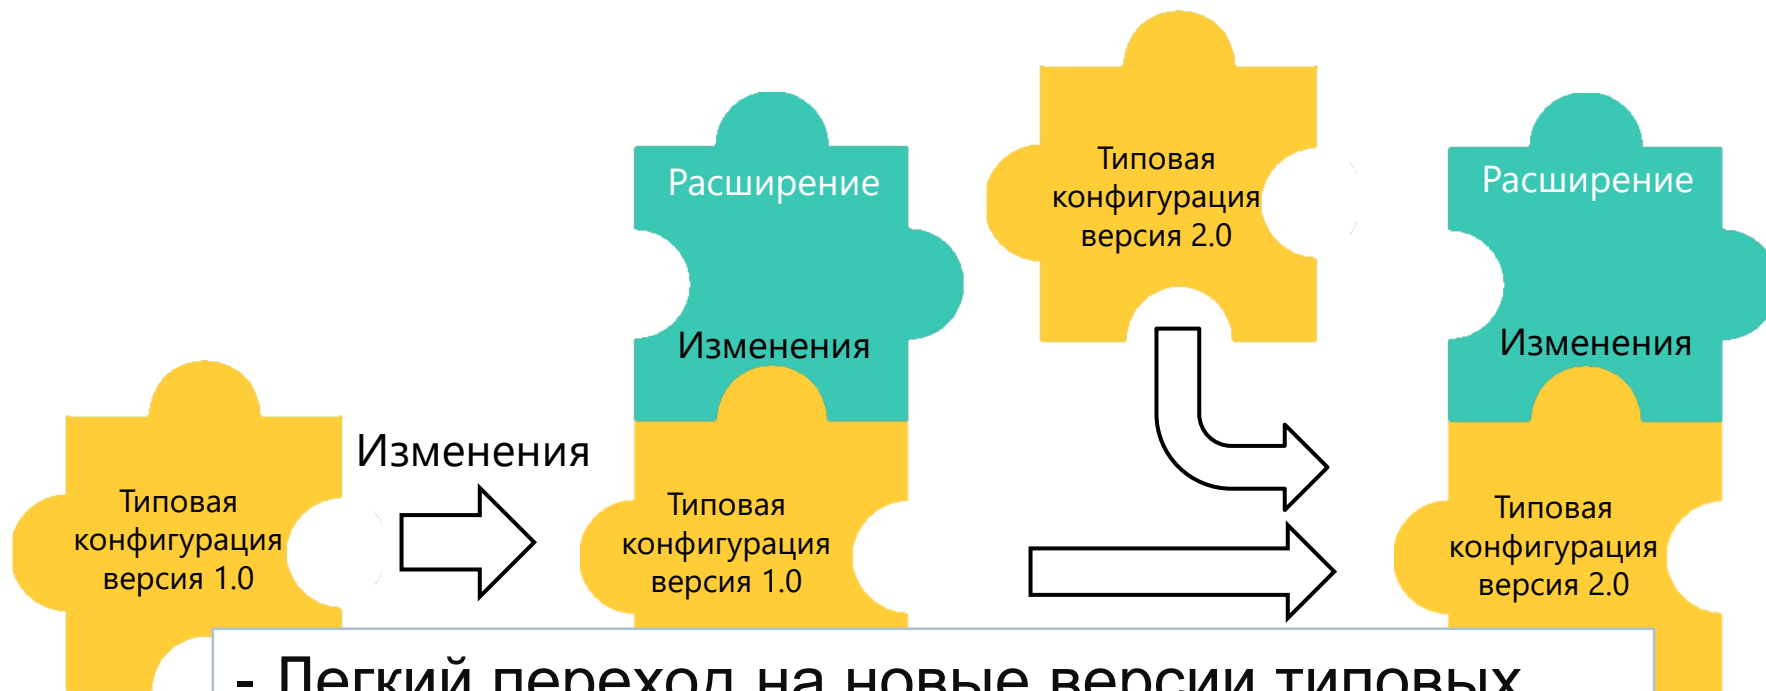 Типовая
конфигурация
версия 1.0
Изменения
Расширение
Изменения
Типовая
конфигурация
версия 1.0
Типовая
конфигурация
версия 2.0
Расширение
Изменения
Типовая
конфигурация
версия 2.0
- Легкий переход на новые версии типовых